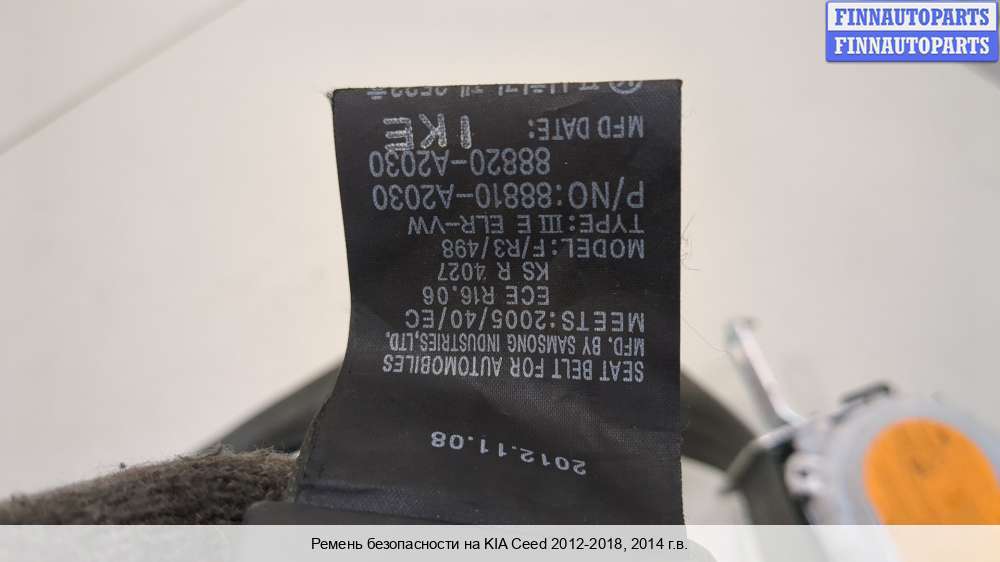 FINNAUTOPARTS
FINNAUTOPARTS
2012.11.08
SEAT BELT FOR AUTOMOBILES
MFD. BY SAMSONG INDUSTRIES,LTD.
MEETS:2005/40/EC
ECE R16.06
KS R 4027
MODEL:F/R3/498
TYPE:III E ELR-VW
P/NO:88810-A2030
88820-A2030
MFD DATE: IKE
Ремень безопасности на KIA Ceed 2012-2018, 2014 г.в.